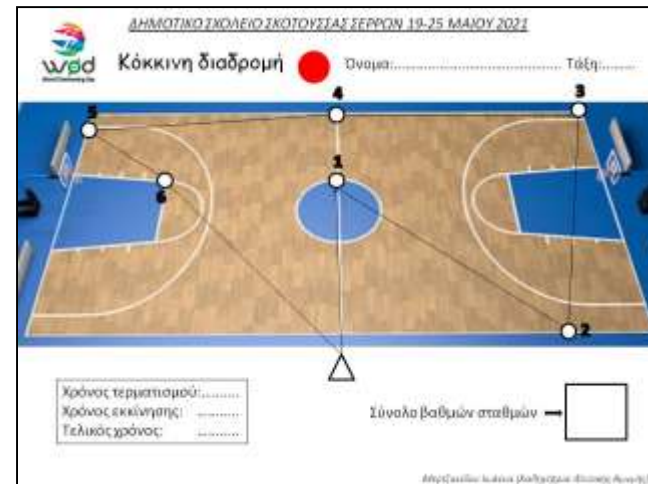 ΔΗΜΟΤΙΚΟ ΣΧΟΛΕΙΟ ΣΚΟΤΟΥΣΣΑΣ ΣΕΡΡΩΝ 19-25 ΜΑΙΟΥ 2021
wod
Κόκκινη διαδρομή
Όνομα:.......................................... Τάξη:.........
5
4
3
6
1
2
Χρόνος τερματισμού:.........
Χρόνος εκκίνησης: ..........
Τελικός χρόνος: ..........
Σύνολο βαθμών σταθμών